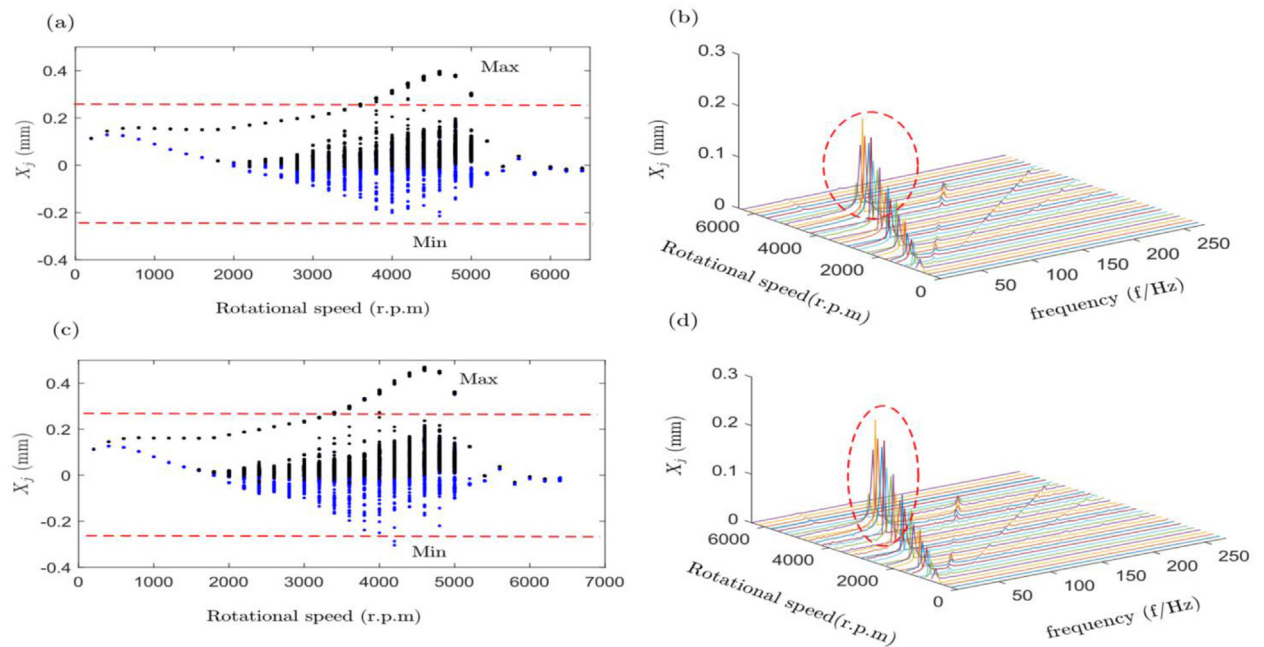 (a)
0.4
0.2
0
-0.2
-0.4
X_j (mm)
Max
Min
0 1000 2000 3000 4000 5000 6000
Rotational speed (r.p.m)
(b)
0.3
0.2
0.1
0
X_j (mm)
6000 4000 2000 0
Rotational speed(r.p.m)
50 100 150 200 250
frequency (f/Hz)
(c)
0.4
0.2
0
-0.2
-0.4
X_j (mm)
Max
Min
0 1000 2000 3000 4000 5000 6000 7000
Rotational speed (r.p.m)
(d)
0.3
0.2
0.1
0
X_j (mm)
6000 4000 2000 0
Rotational speed(r.p.m)
50 100 150 200 250
frequency (f/Hz)